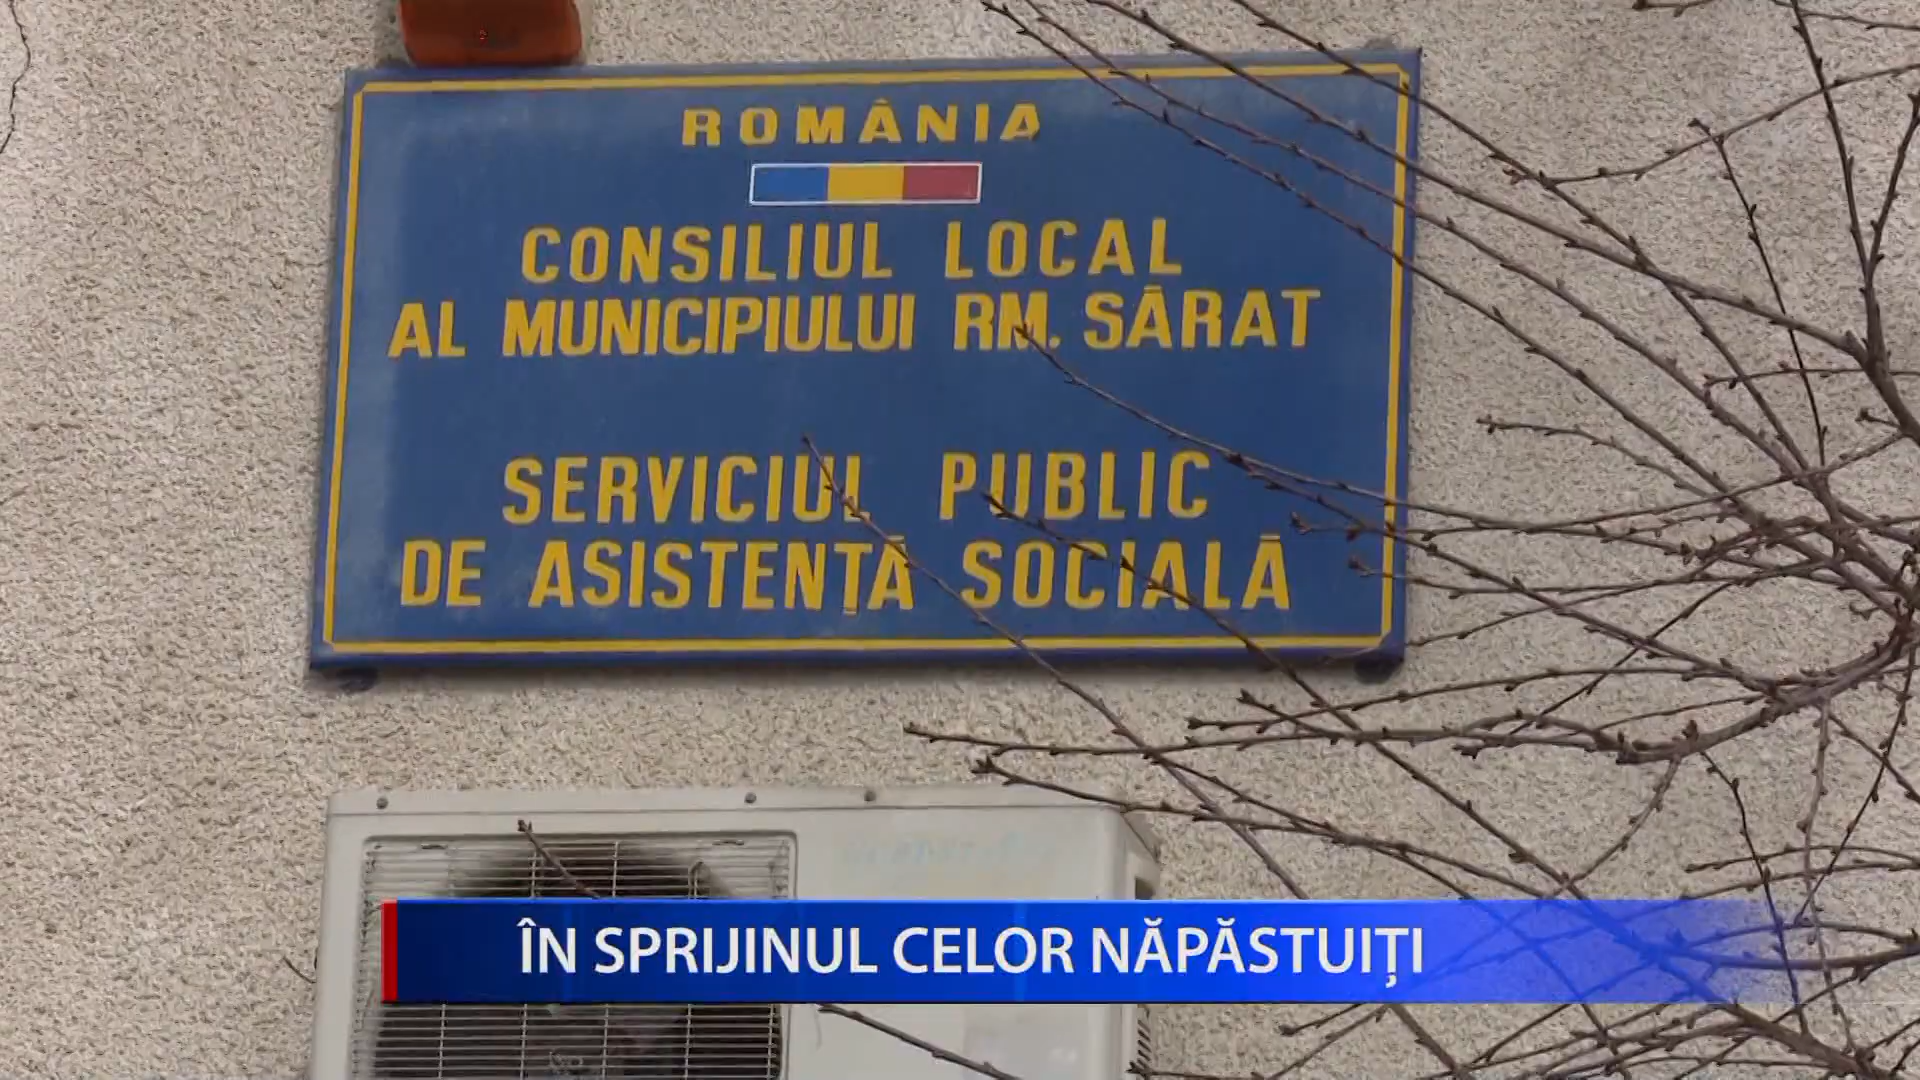 ROMÂNIA
CONSILIUL LOCAL
AL MUNICIPIULUI RM. SĂRAT
SERVICIUL PUBLIC
DE ASISTENȚĂ SOCIALĂ
ÎN SPRIJINUL CELOR NĂPĂSTUIȚI